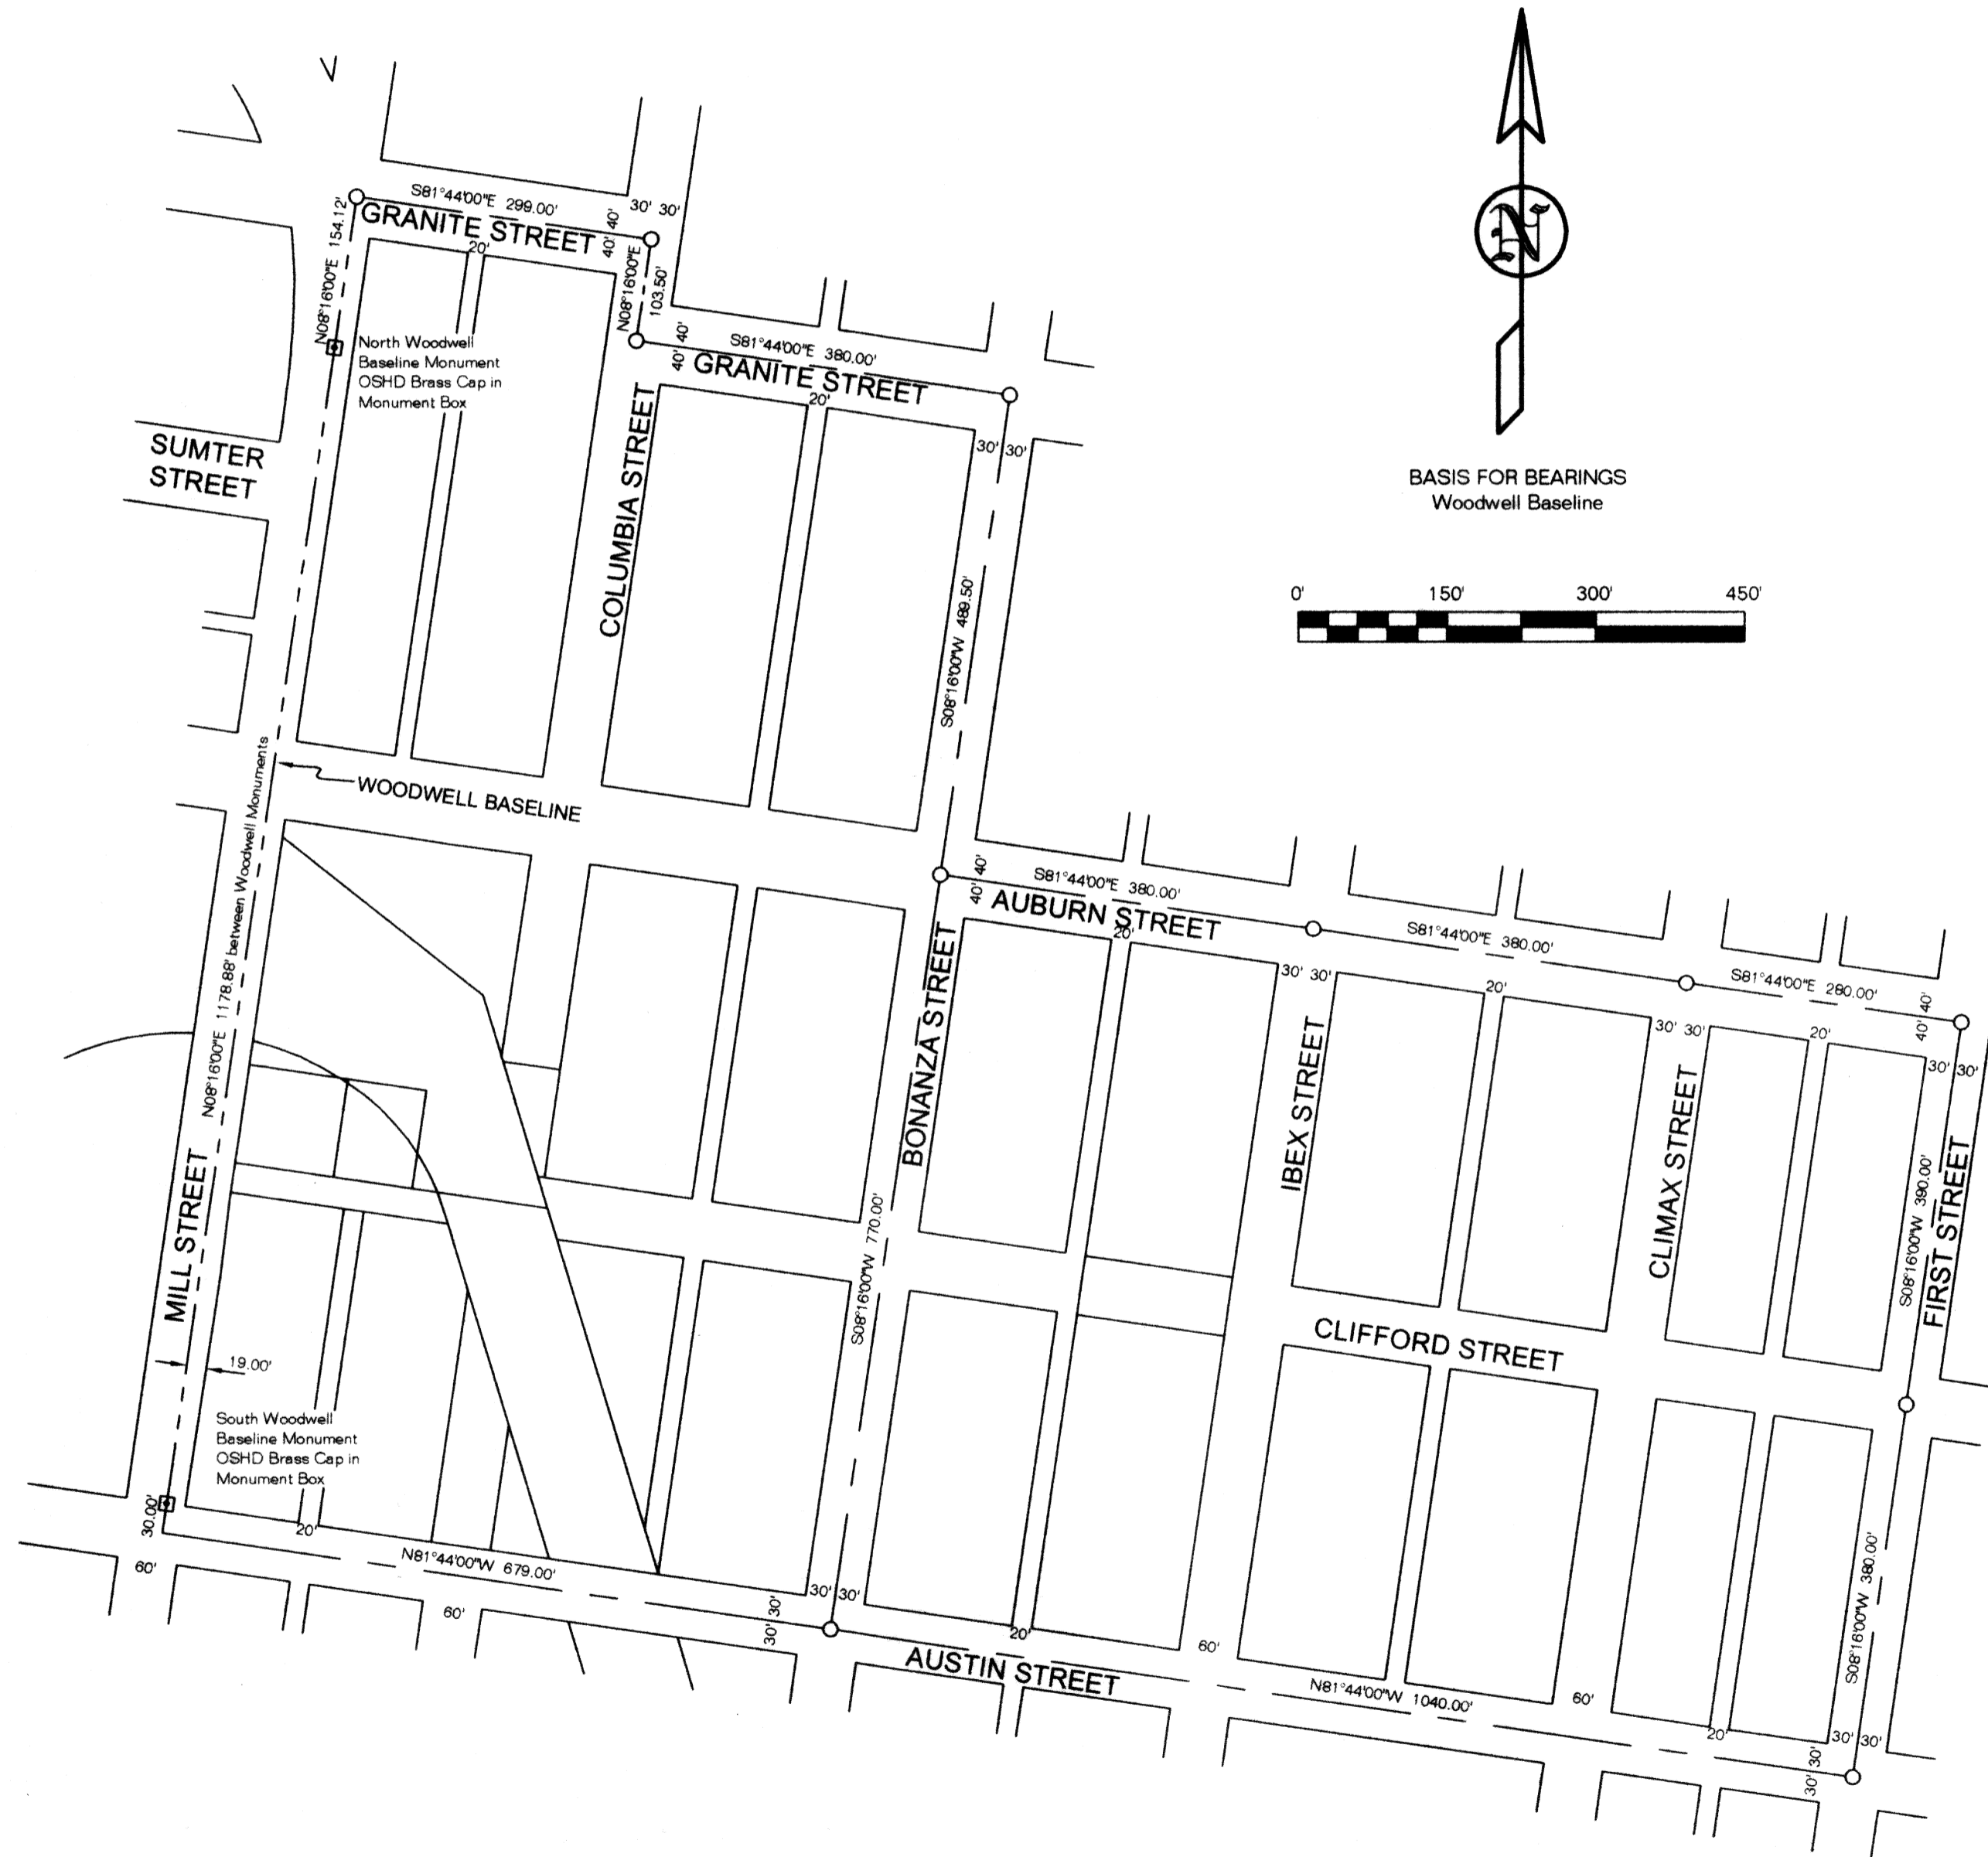 N
S81°44'00"E 299.00'
30' 30'
GRANITE STREET
40' 40'
20'
N08°16'00"E 154.12'
N08°16'00"E
103.50'
North Woodwell
Baseline Monument
OSHD Brass Cap in
Monument Box
40' 40'
S81°44'00"E 380.00'
GRANITE STREET
20'
30' 30'
SUMTER
STREET
COLUMBIA STREET
BASIS FOR BEARINGS
Woodwell Baseline
0' 150' 300' 450'
S08°16'00"W 489.50'
WOODWELL BASELINE
N08°16'00"E 1178.88' between Woodwell Monuments
40' 40'
S81°44'00"E 380.00'
AUBURN STREET
20'
S81°44'00"E 380.00'
30' 30'
20'
S81°44'00"E 280.00'
40' 40'
30' 30'
20'
30' 30'
BONANZA STREET
IBEX STREET
CLIMAX STREET
S08°16'00"W 390.00'
FIRST STREET
MILL STREET
S08°16'00"W 770.00'
CLIFFORD STREET
19.00'
South Woodwell
Baseline Monument
OSHD Brass Cap in
Monument Box
30.00'
20'
60'
N81°44'00"W 679.00'
60'
30' 30'
30' 30'
20'
60'
AUSTIN STREET
N81°44'00"W 1040.00'
60'
20'
S08°16'00"W 380.00'
30' 30'
30' 30'